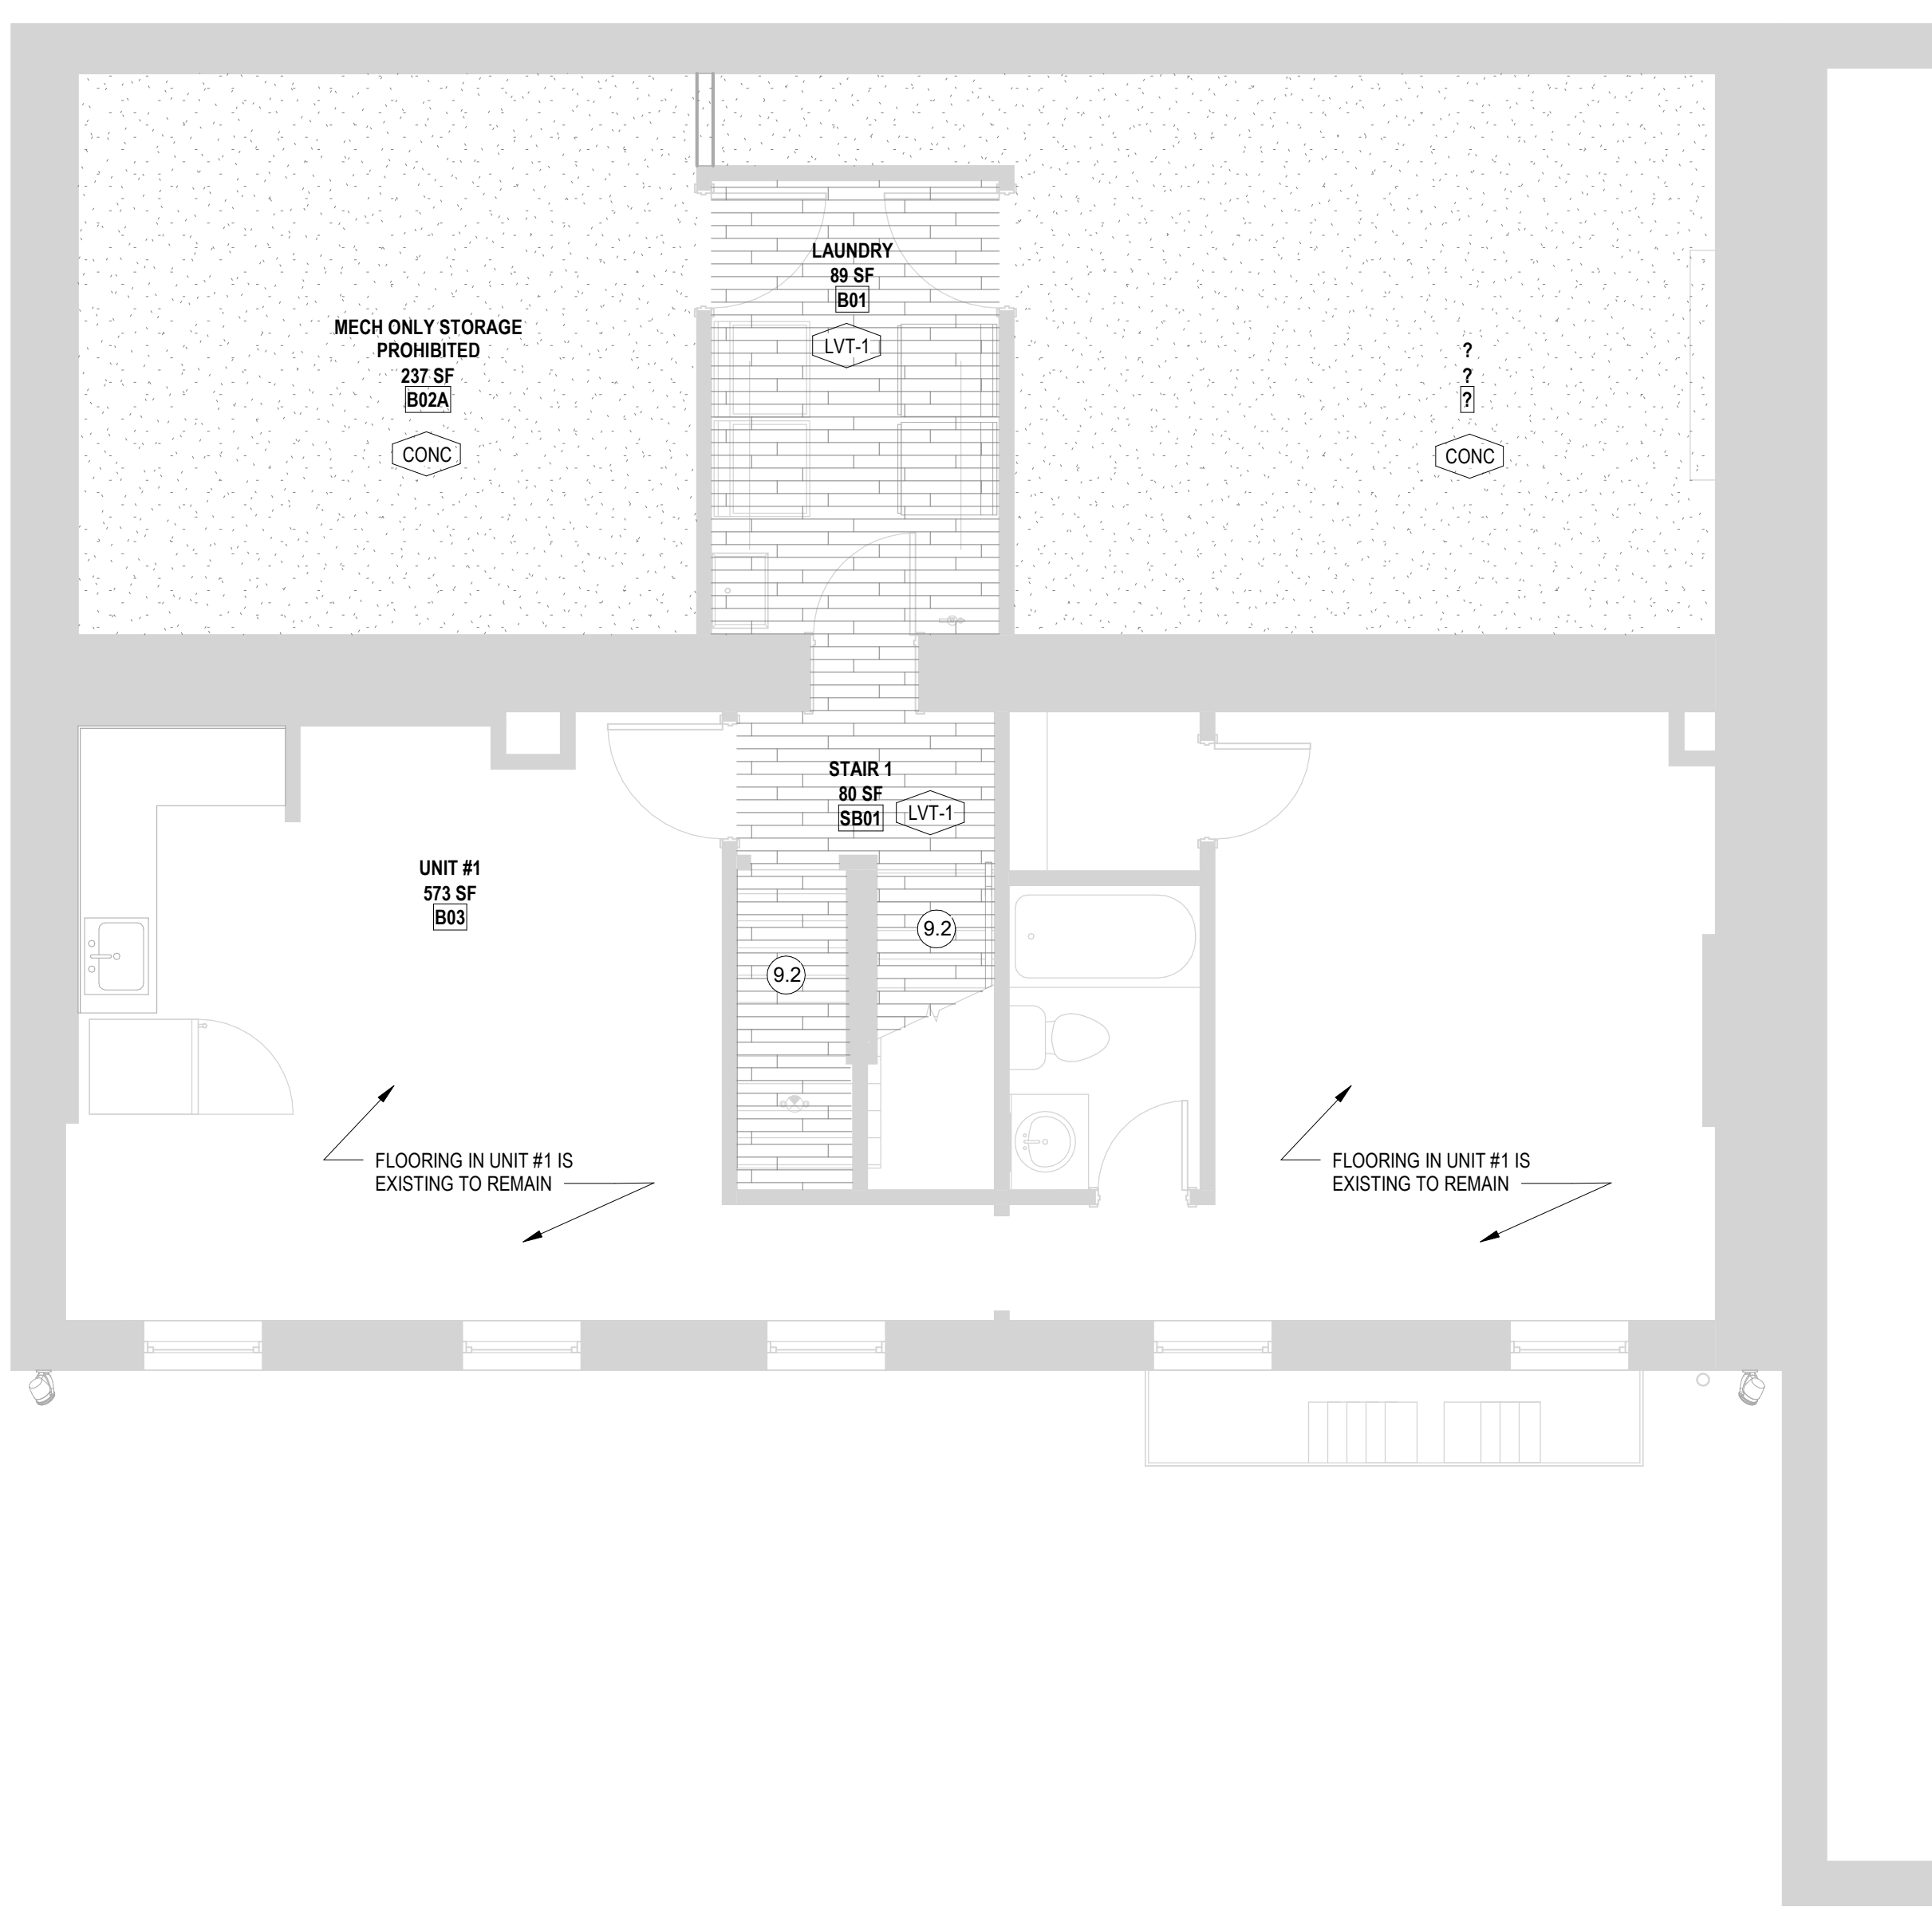 LAUNDRY
89 SF
B01
LVT-1
MECH ONLY STORAGE
PROHIBITED
237 SF
B02A
CONC
?
?
?
CONC
STAIR 1
80 SF
SB01
LVT-1
UNIT #1
573 SF
B03
9.2
9.2
FLOORING IN UNIT #1 IS
EXISTING TO REMAIN
FLOORING IN UNIT #1 IS
EXISTING TO REMAIN